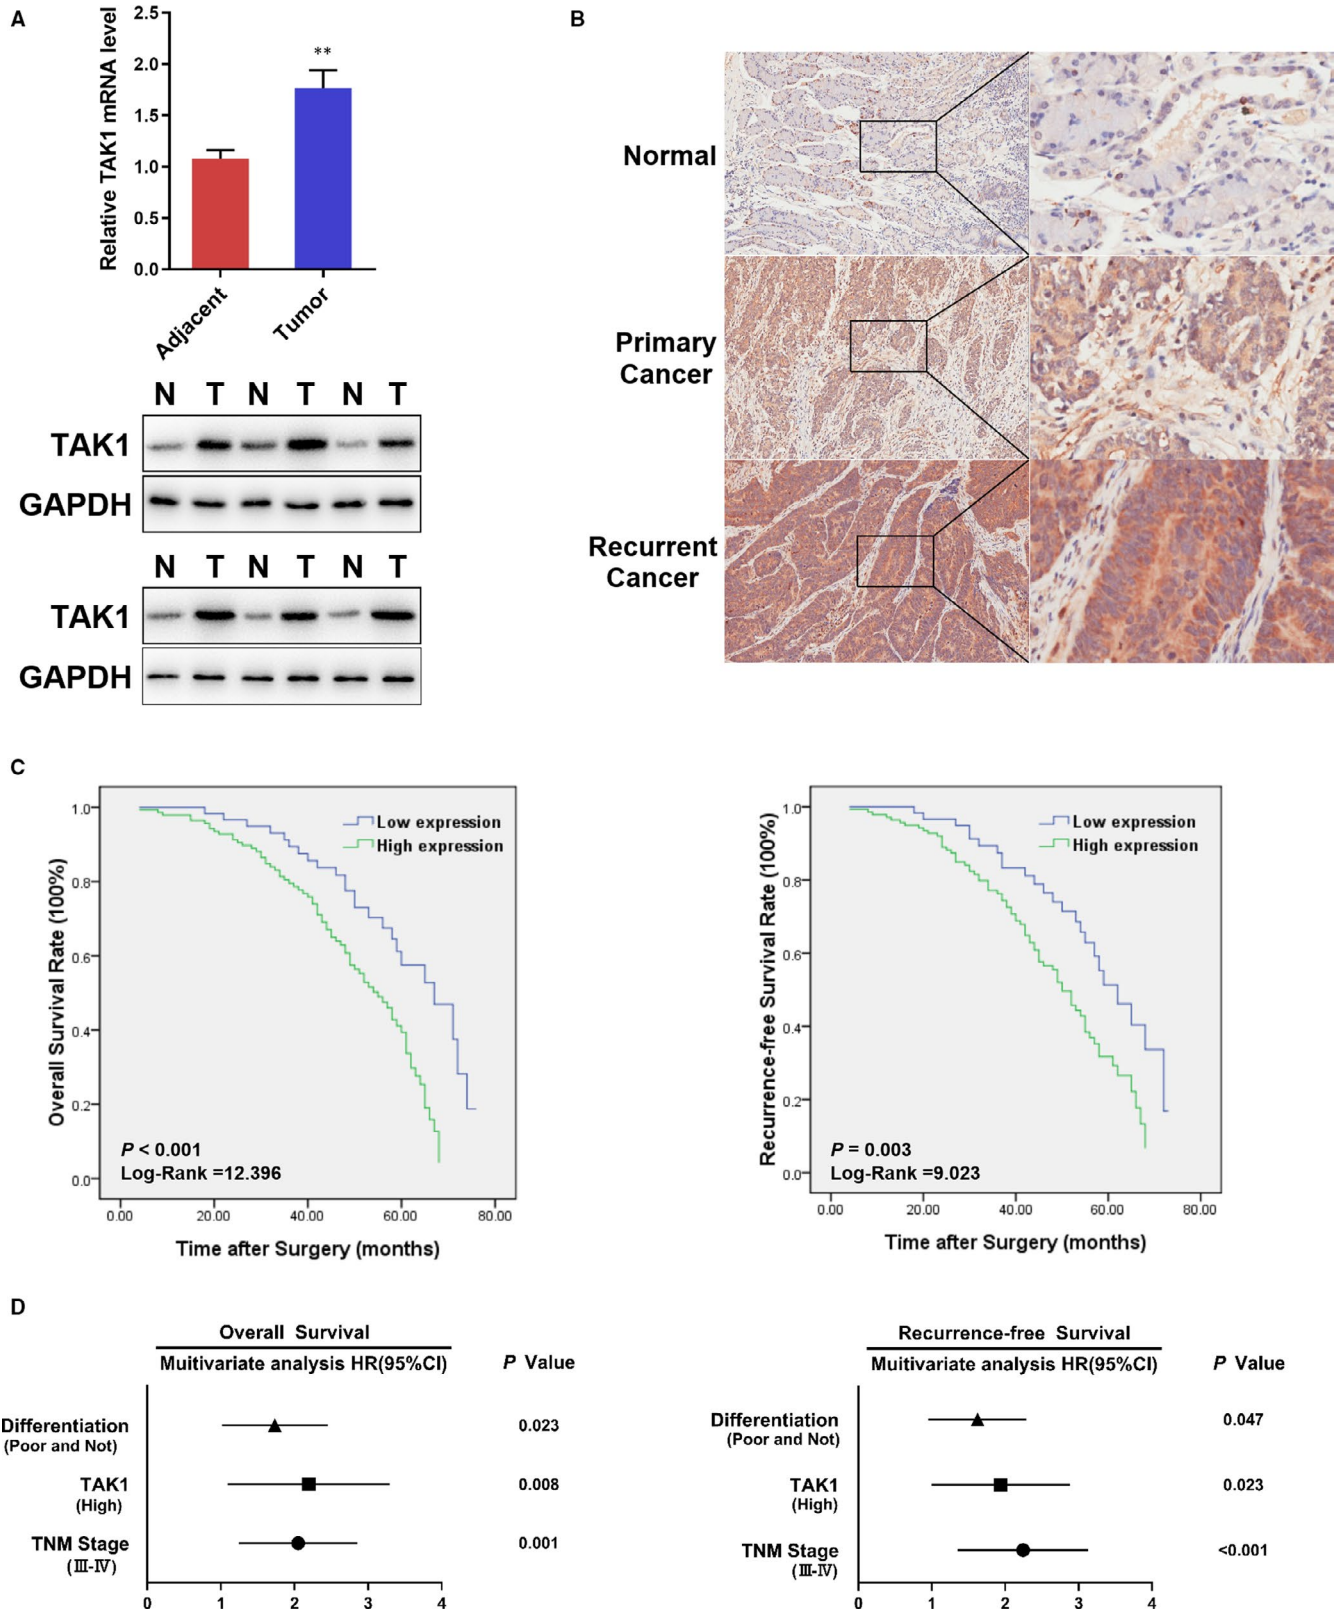 A
Relative TAK1 mRNA level
2.5
2.0
1.5
1.0
0.5
0.0
**
Adjacent
Tumor
N T N T N T
TAK1
GAPDH
N T N T N T
TAK1
GAPDH
B
Normal
Primary
Cancer
Recurrent
Cancer
C
Overall Survival Rate (100%)
1.0
0.8
0.6
0.4
0.2
0.0
Low expression
High expression
P < 0.001
Log-Rank =12.396
0.00 20.00 40.00 60.00 80.00
Time after Surgery (months)
Recurrence-free Survival Rate (100%)
1.0
0.8
0.6
0.4
0.2
0.0
Low expression
High expression
P = 0.003
Log-Rank =9.023
0.00 20.00 40.00 60.00 80.00
Time after Surgery (months)
D
Overall Survival
Muitivariate analysis HR(95%CI) P Value
Differentiation 0.023
(Poor and Not)
TAK1 0.008
(High)
TNM Stage 0.001
(Ⅲ-Ⅳ)
0 1 2 3 4
Recurrence-free Survival
Muitivariate analysis HR(95%CI) P Value
Differentiation 0.047
(Poor and Not)
TAK1 0.023
(High)
TNM Stage <0.001
(Ⅲ-Ⅳ)
0 1 2 3 4